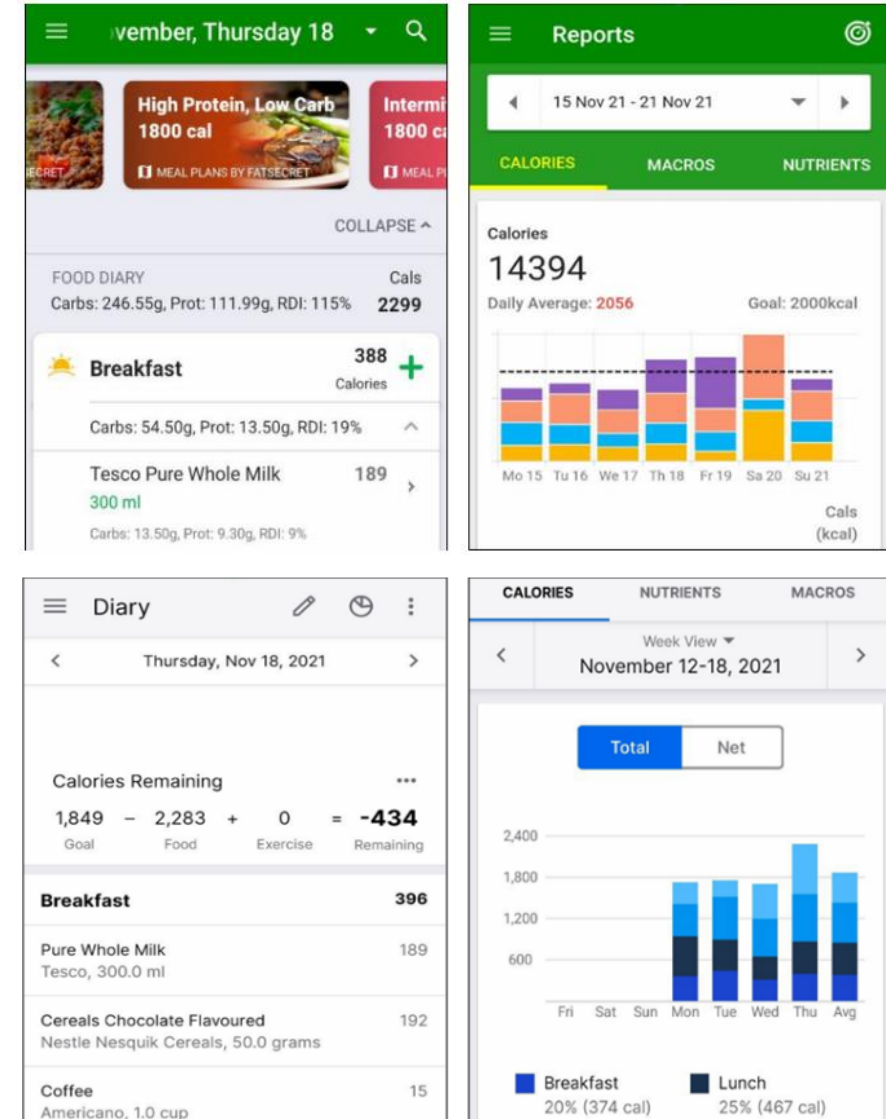 vember, Thursday 18
High Protein, Low Carb
1800 cal
MEAL PLANS BY FATSECRET
ECRET
Intermi
1800 ca
MEAL PL
COLLAPSE
FOOD DIARY Cals
Carbs: 246.55g, Prot: 111.99g, RDI: 115% 2299
Breakfast 388
Calories
Carbs: 54.50g, Prot: 13.50g, RDI: 19%
Tesco Pure Whole Milk 189
300 ml
Carbs: 13.50g, Prot: 9.30g, RDI: 9%
Reports
15 Nov 21 - 21 Nov 21
CALORIES MACROS NUTRIENTS
Calories
14394
Daily Average: 2056 Goal: 2000kcal
Mo 15 Tu 16 We 17 Th 18 Fr 19 Sa 20 Su 21
Cals
(kcal)
Diary
Thursday, Nov 18, 2021
Calories Remaining
1,849 – 2,283 + 0 = -434
Goal Food Exercise Remaining
Breakfast 396
Pure Whole Milk 189
Tesco, 300.0 ml
Cereals Chocolate Flavoured 192
Nestle Nesquik Cereals, 50.0 grams
Coffee 15
Americano, 1.0 cup
CALORIES NUTRIENTS MACROS
Week View
November 12-18, 2021
Total Net
2,400
1,800
1,200
600
Fri Sat Sun Mon Tue Wed Thu Avg
Breakfast Lunch
20% (374 cal) 25% (467 cal)